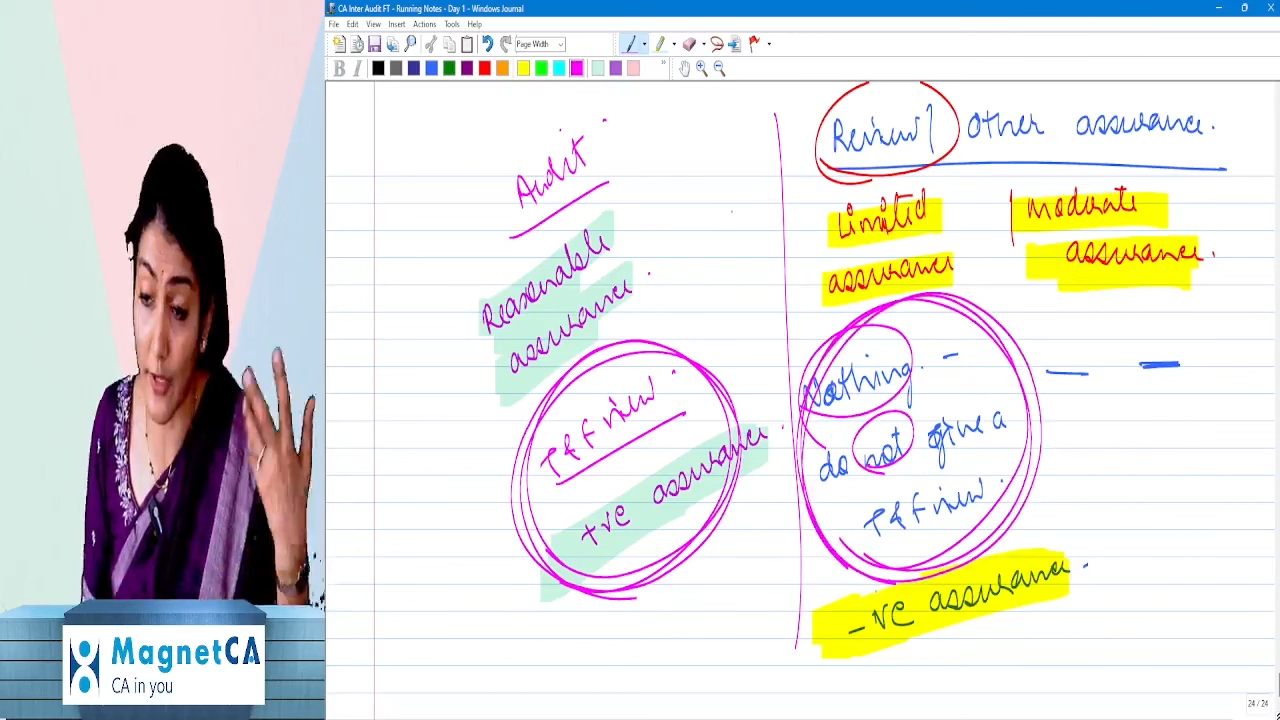 CA Inter Audit FT - Running Notes - Day 1 - Windows Journal
File Edit View Insert Actions Tools Help
Page Width
B I
Audit
Reasonable
assurance.
T & F view.
+ve assurance.
Review/ Other assurance.
Limited
assurance
| Moderate
assurance.
Nothing -
do not give a
T & F view.
-ve assurance.
MagnetCA
CA in you
24 / 24